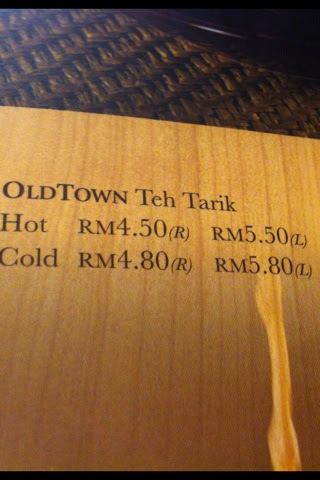 OLDTOWN Teh Tarik
Hot RM4.50(R) RM5.50(L)
Cold RM4.80(R) RM5.80(L)